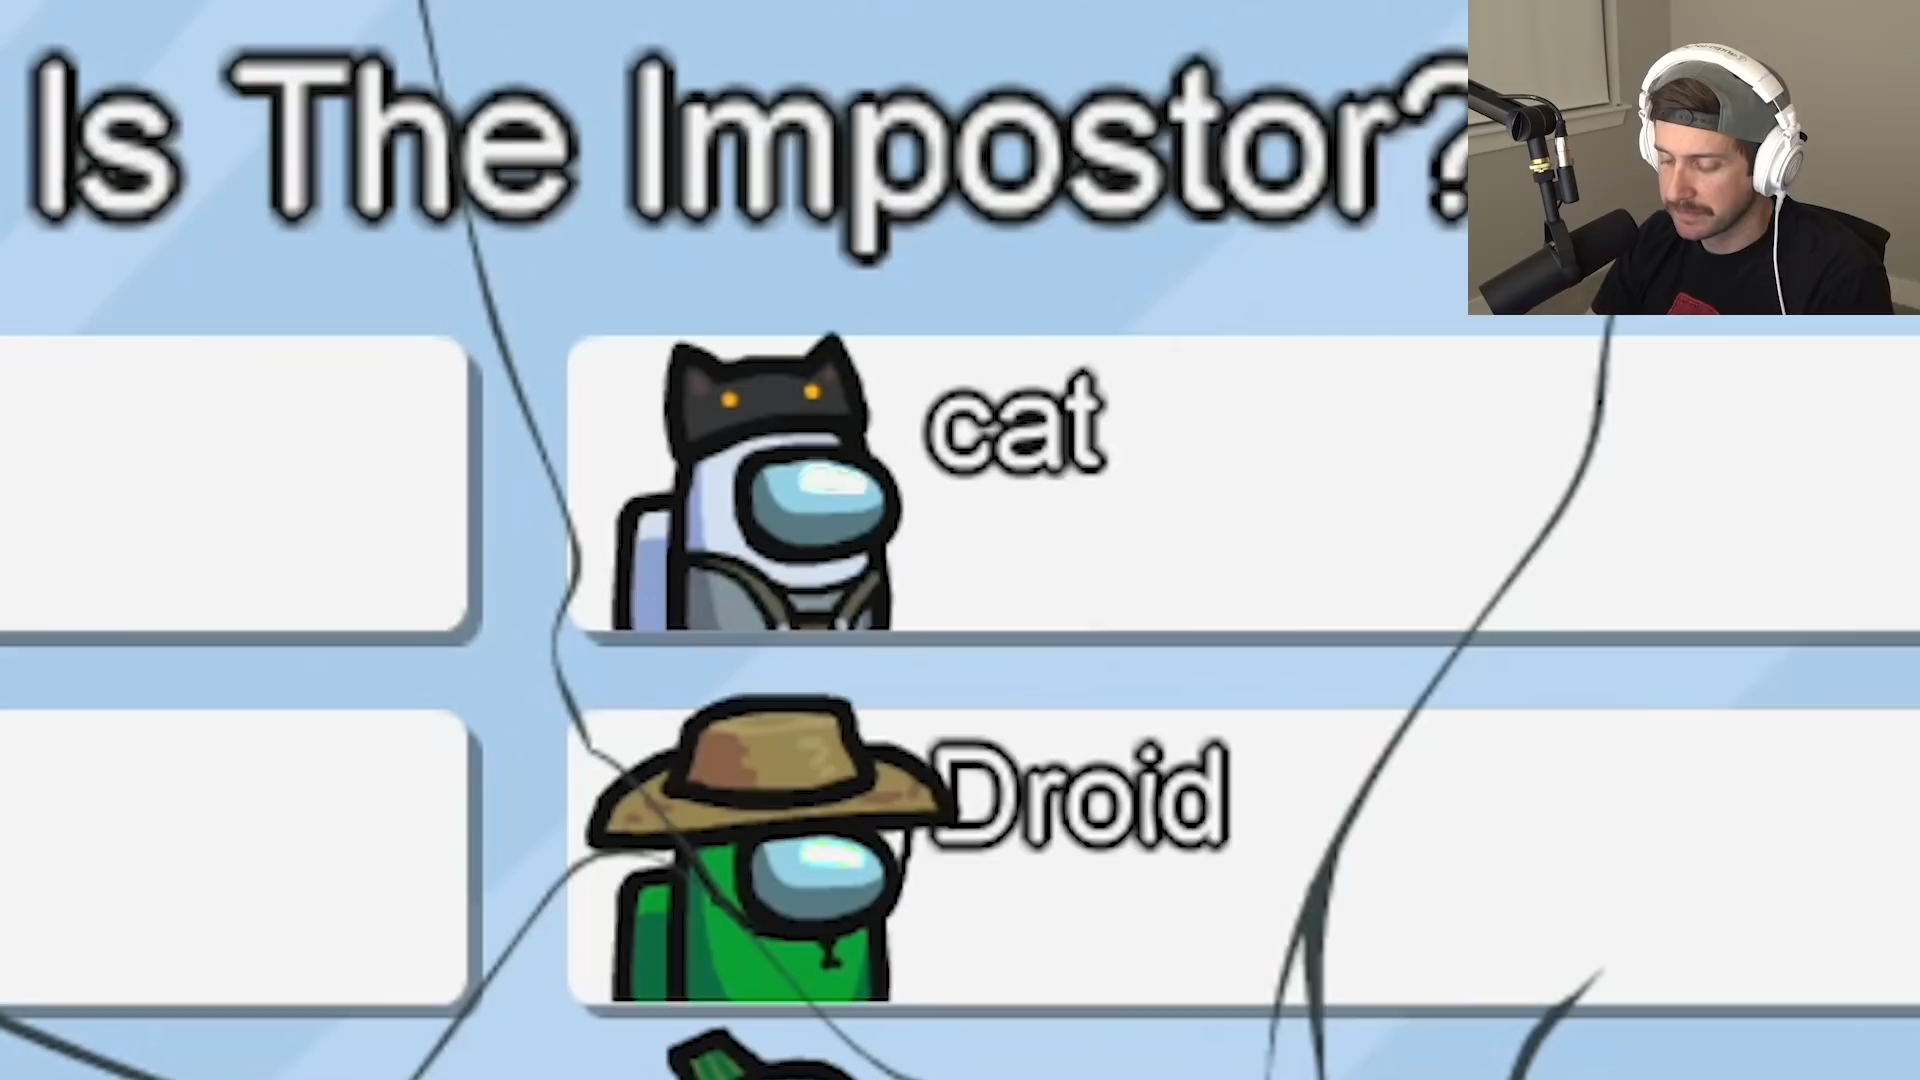 Is The Impostor?
cat
Droid